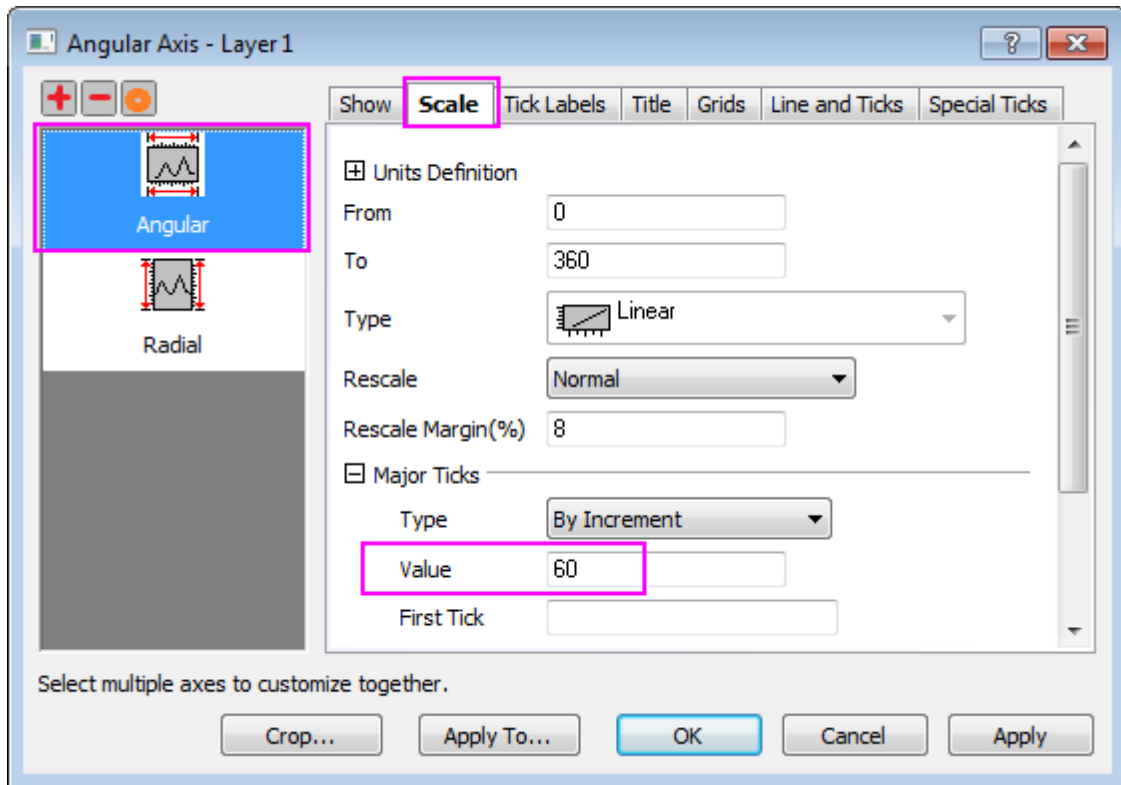 Angular Axis - Layer 1
Show Scale Tick Labels Title Grids Line and Ticks Special Ticks
Angular
Radial
Units Definition
From 0
To 360
Type Linear
Rescale Normal
Rescale Margin(%) 8
Major Ticks
Type By Increment
Value 60
First Tick
Select multiple axes to customize together.
Crop... Apply To... OK Cancel Apply